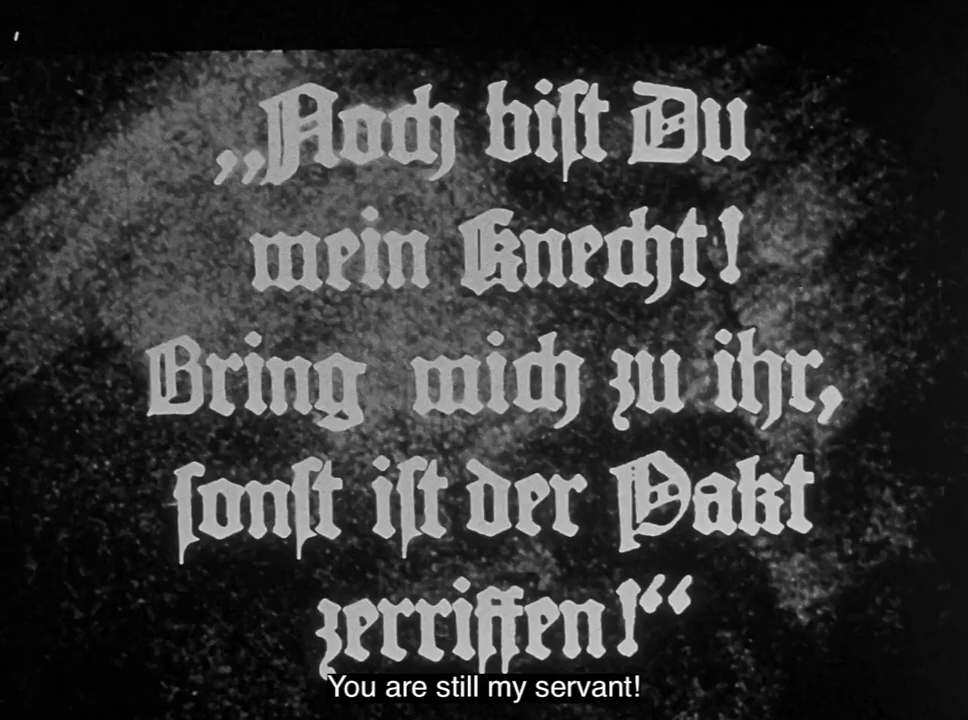 „Noch bist Du
mein Knecht!
Bring mich zu ihr,
sonst ist der Pakt
zerrissen!“
You are still my servant!